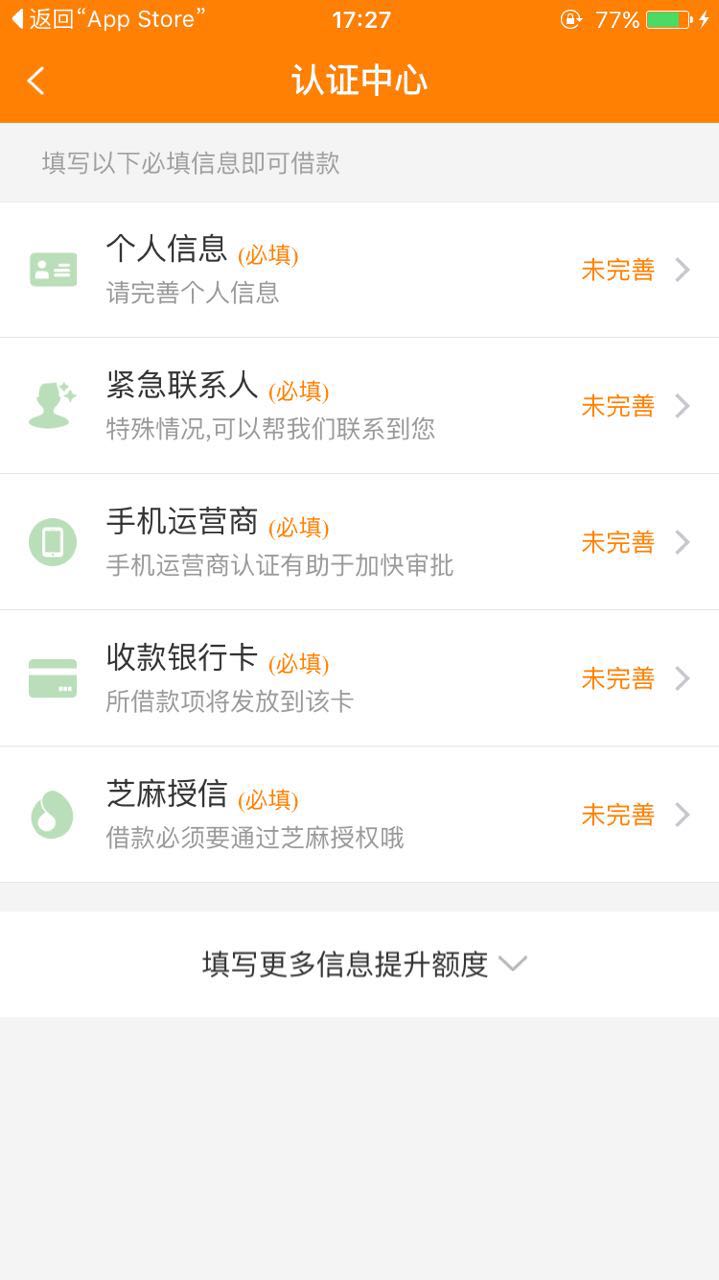 返回“App Store”
17:27
77%
认证中心
填写以下必填信息即可借款
个人信息 (必填)
请完善个人信息
未完善
紧急联系人 (必填)
特殊情况,可以帮我们联系到您
未完善
手机运营商 (必填)
手机运营商认证有助于加快审批
未完善
收款银行卡 (必填)
所借款项将发放到该卡
未完善
芝麻授信 (必填)
借款必须要通过芝麻授权哦
未完善
填写更多信息提升额度